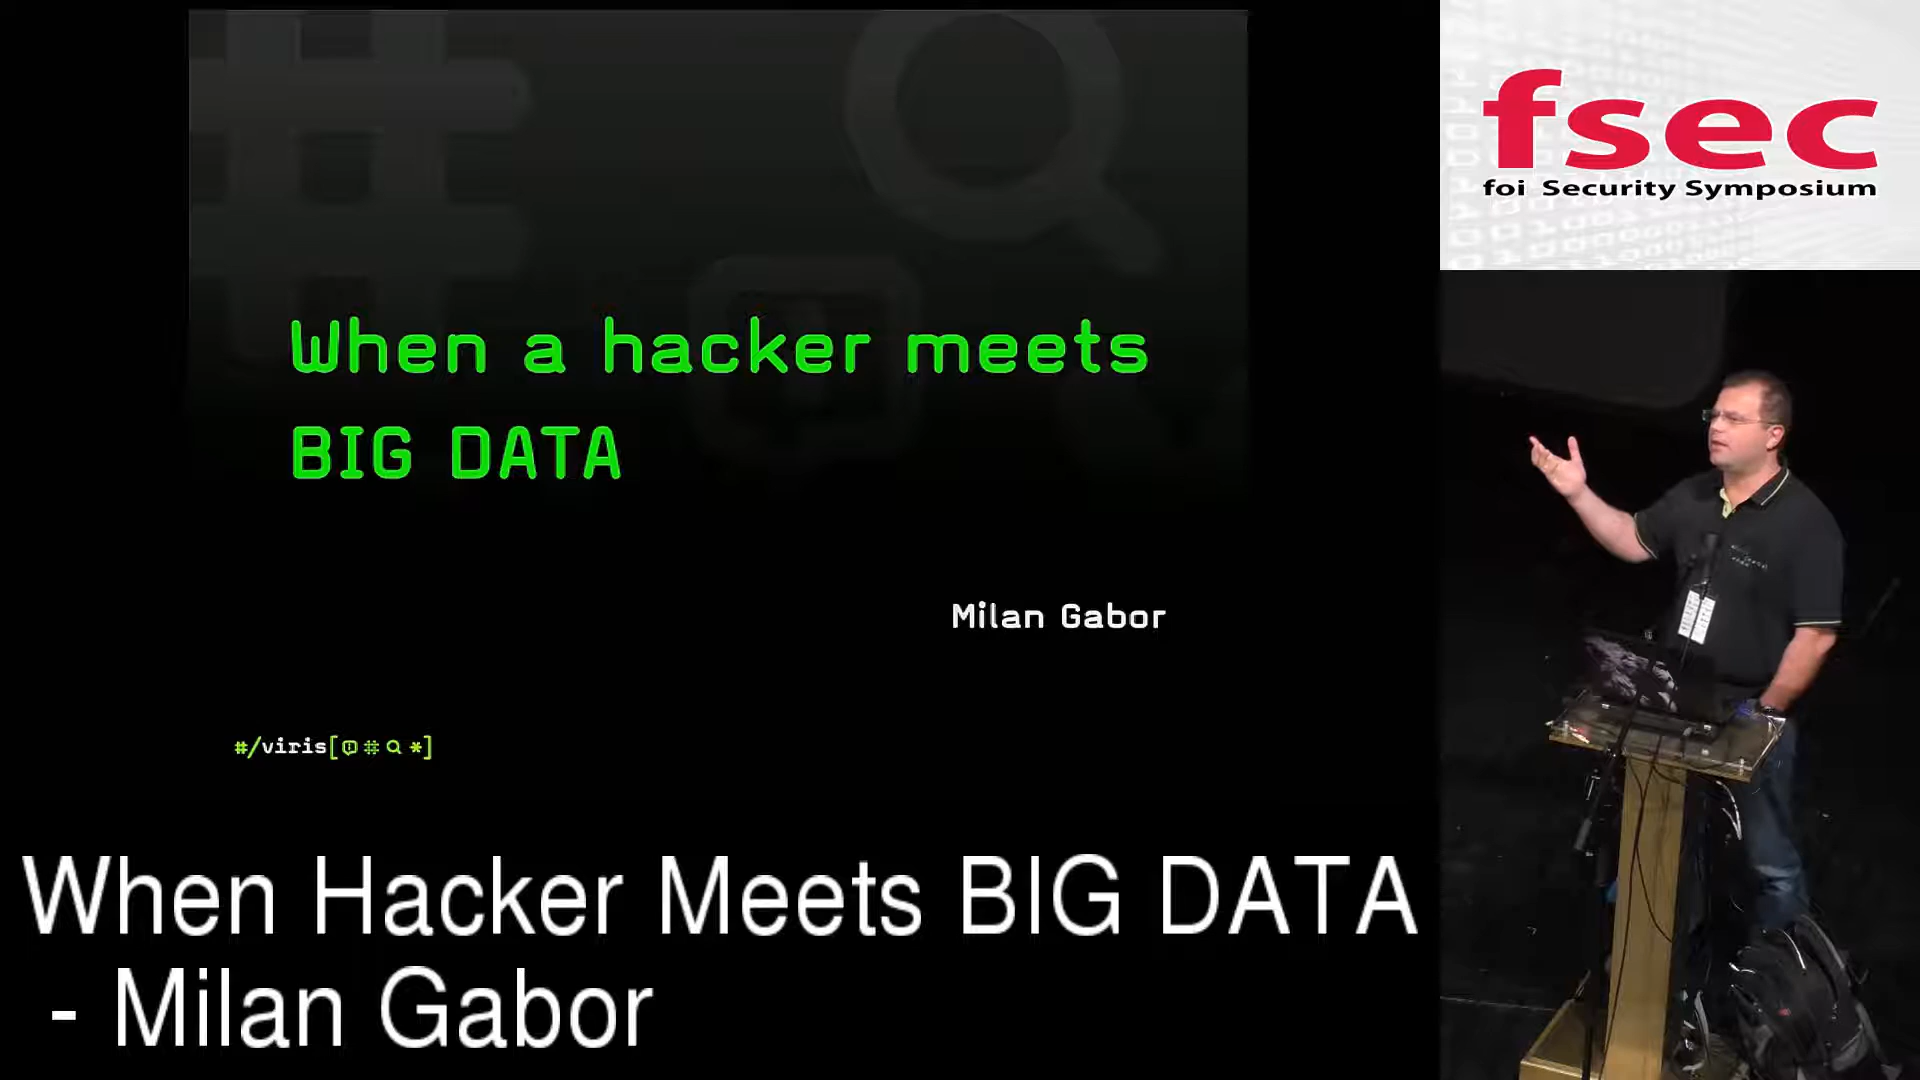 When a hacker meets
BIG DATA
Milan Gabor
#/viris[#*]
When Hacker Meets BIG DATA
- Milan Gabor
fsec
foi Security Symposium